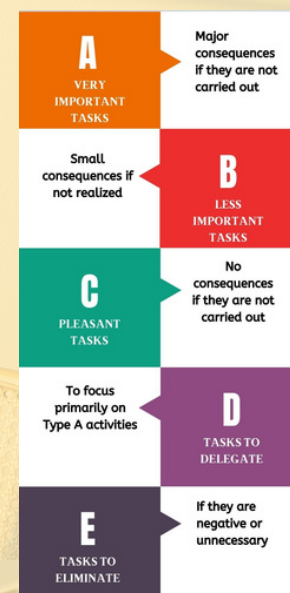 A
VERY
IMPORTANT
TASKS
Major
consequences
if they are not
carried out
Small
consequences if
not realized
B
LESS
IMPORTANT
TASKS
C
PLEASANT
TASKS
No
consequences
if they are not
carried out
To focus
primarily on
Type A activities
D
TASKS TO
DELEGATE
E
TASKS TO
ELIMINATE
If they are
negative or
unnecessary